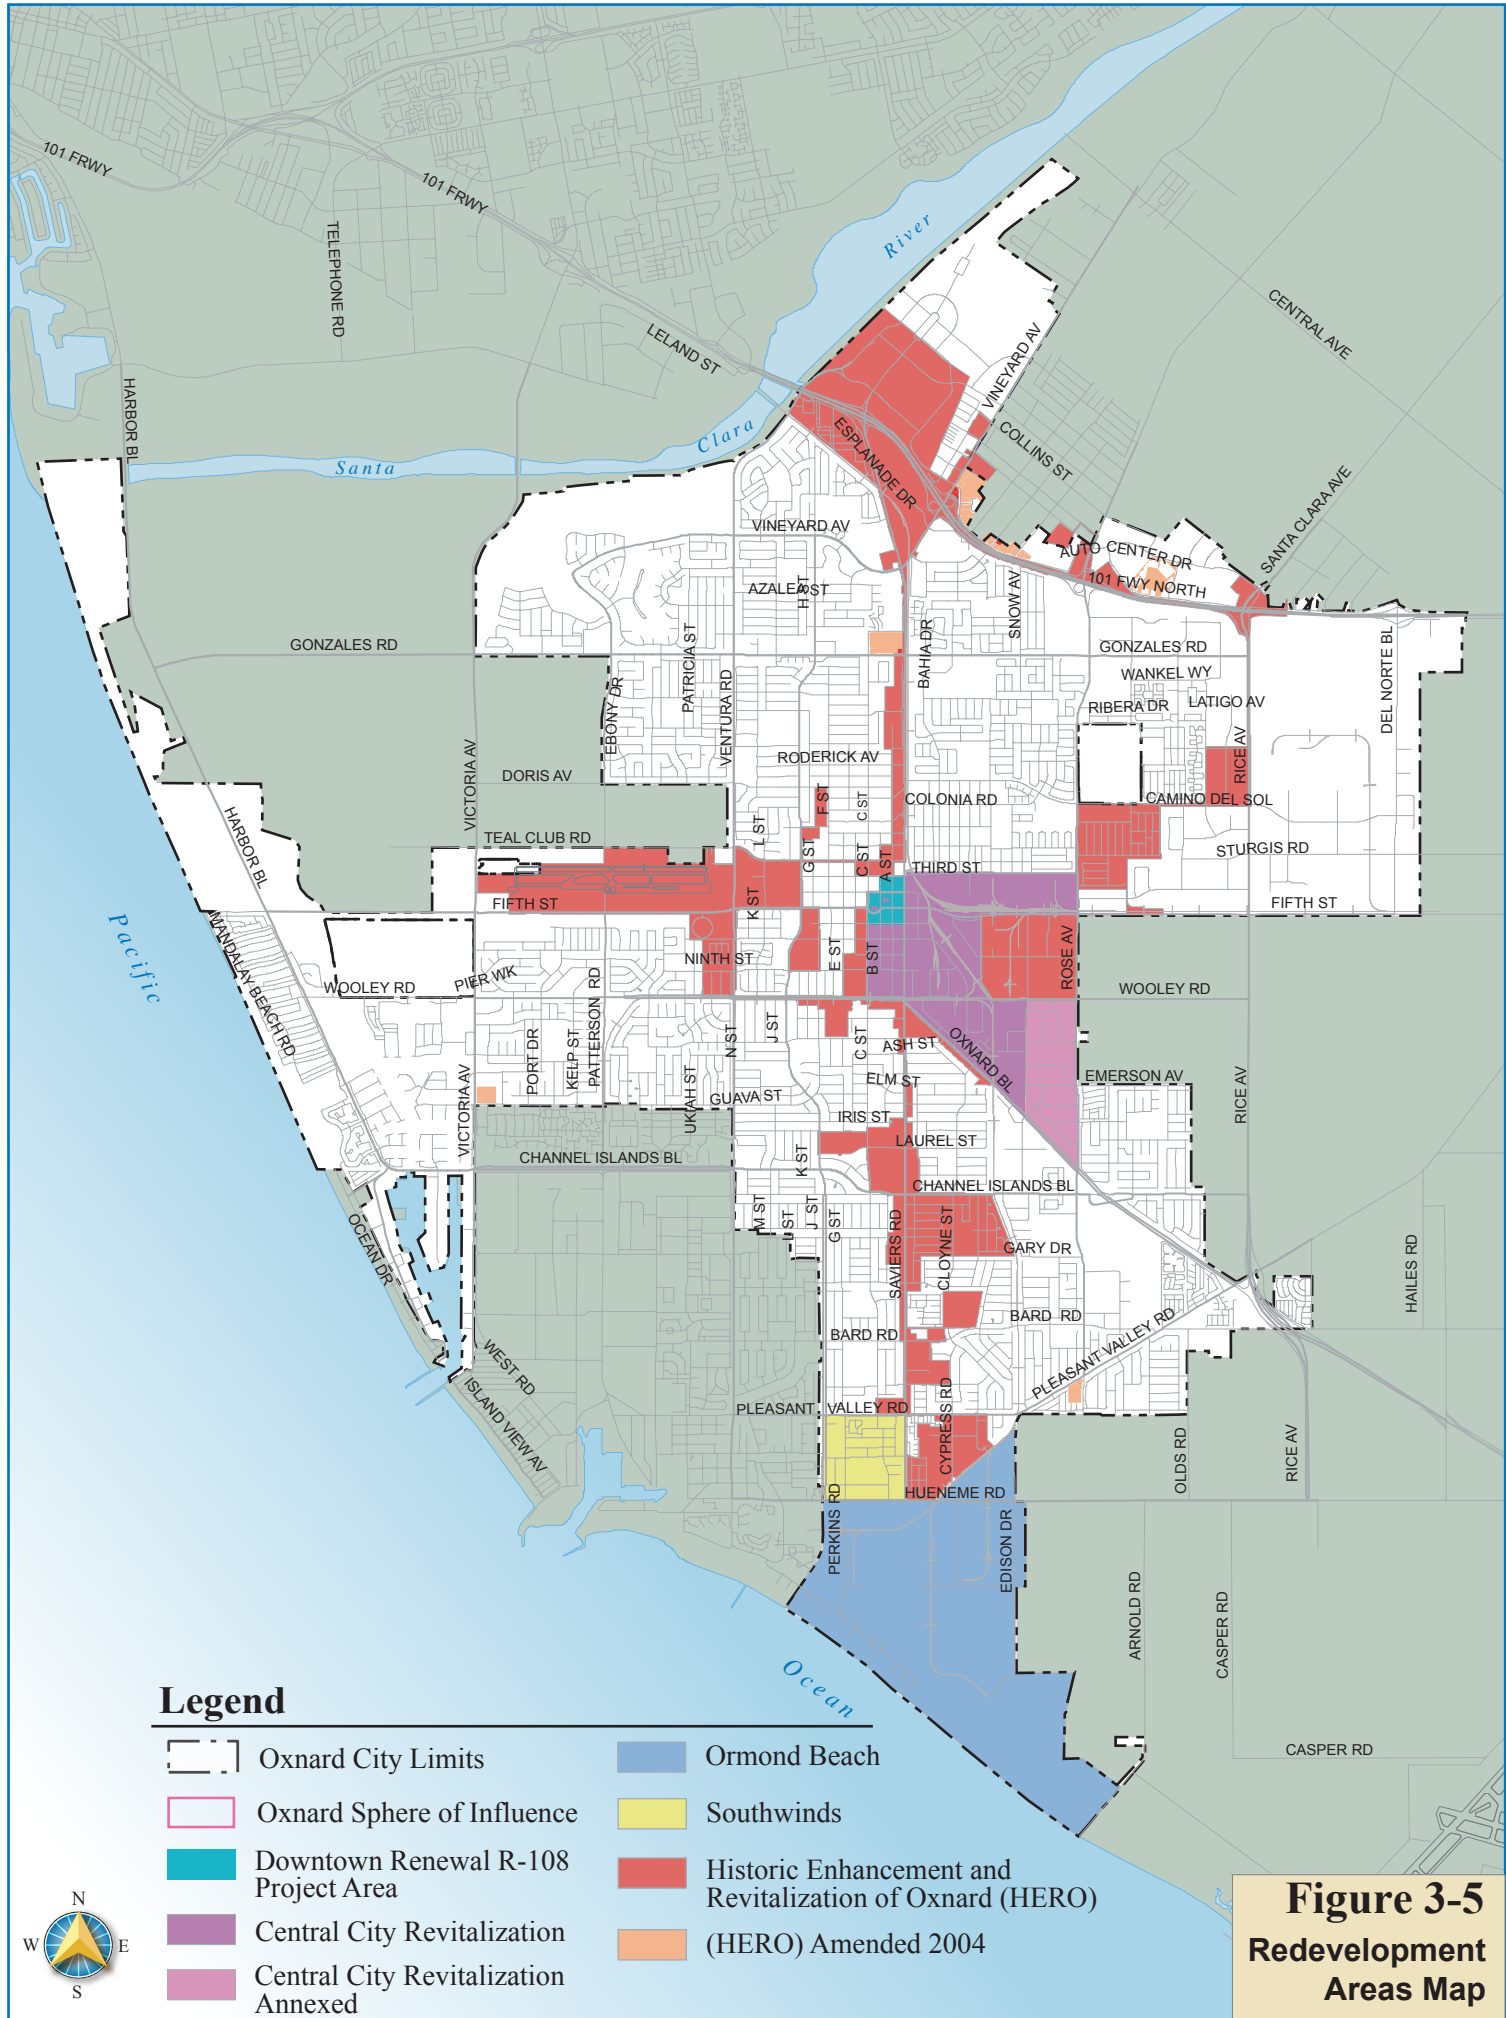 101 FRWY
101 FRWY
TELEPHONE RD
LELAND ST
River
CENTRAL AVE
HARBOR BL
VINEYARD AV
Clara
Santa
ESPLANADE DR
COLLINS ST
SANTA CLARA AVE
VINEYARD AV
AUTO CENTER DR
101 FWY NORTH
AZALEA ST
H ST
SNOW AV
BAHIA DR
GONZALES RD
GONZALES RD
PATRICIA ST
EBONY DR
VENTURA RD
WANKEL WY
LATIGO AV
RIBERA DR
DEL NORTE BL
RICE AV
VICTORIA AV
DORIS AV
RODERICK AV
F ST
C ST
COLONIA RD
CAMINO DEL SOL
HARBOR BL
TEAL CLUB RD
L ST
G ST
C ST
A ST
THIRD ST
STURGIS RD
FIFTH ST
K ST
FIFTH ST
Pacific
MANDALAY BEACH RD
NINTH ST
E ST
B ST
ROSE AV
PIER WK
WOOLEY RD
WOOLEY RD
PORT DR
KELP ST
PATTERSON RD
N ST
J ST
C ST
ASH ST
OXNARD BL
ELM ST
EMERSON AV
VICTORIA AV
UKIAH ST
GUAVA ST
IRIS ST
RICE AV
LAUREL ST
CHANNEL ISLANDS BL
K ST
CHANNEL ISLANDS BL
OCEAN DR
M ST
L ST
J ST
G ST
SAVIERS RD
CLOYNE ST
GARY DR
HAILES RD
BARD RD
BARD RD
PLEASANT VALLEY RD
WEST RD
ISLAND VIEW AV
PLEASANT VALLEY RD
CYPRESS RD
OLDS RD
RICE AV
HUENEME RD
PERKINS RD
EDISON DR
ARNOLD RD
CASPER RD
Ocean
CASPER RD
Legend
Oxnard City Limits
Oxnard Sphere of Influence
Downtown Renewal R-108
Project Area
Central City Revitalization
Central City Revitalization
Annexed
Ormond Beach
Southwinds
Historic Enhancement and
Revitalization of Oxnard (HERO)
(HERO) Amended 2004
N
W
E
S
Figure 3-5
Redevelopment
Areas Map